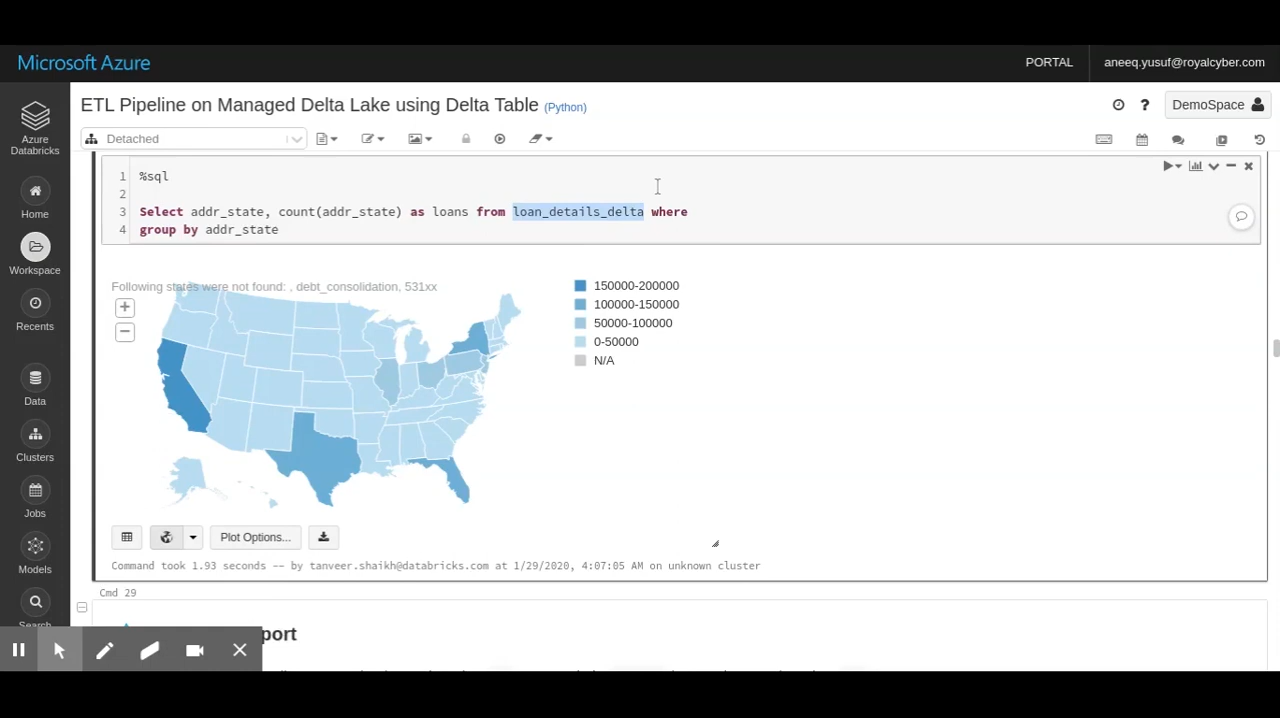 Microsoft Azure
PORTAL
aneeq.yusuf@royalcyber.com
ETL Pipeline on Managed Delta Lake using Delta Table (Python)
?
DemoSpace
Azure
Databricks
Home
Workspace
Recents
Data
Clusters
Jobs
Models
Search
Detached
1 %sql
2
3 Select addr_state, count(addr_state) as loans from loan_details_delta where
4 group by addr_state
Following states were not found: , debt_consolidation, 531xx
+
−
150000-200000
100000-150000
50000-100000
0-50000
N/A
Plot Options...
Command took 1.93 seconds -- by tanveer.shaikh@databricks.com at 1/29/2020, 4:07:05 AM on unknown cluster
Cmd 29
port